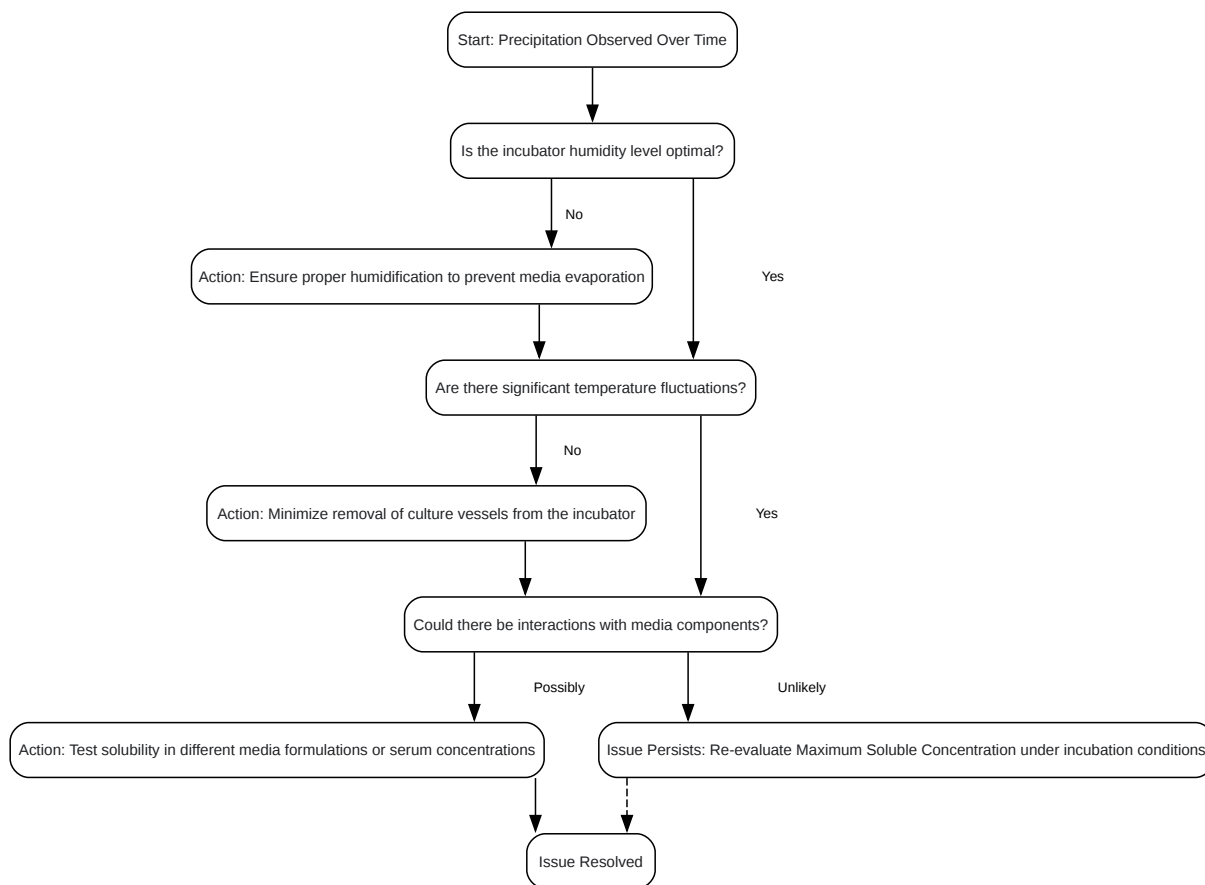 Start: Precipitation Observed Over Time
Is the incubator humidity level optimal?
No
Action: Ensure proper humidification to prevent media evaporation
Yes
Are there significant temperature fluctuations?
No
Action: Minimize removal of culture vessels from the incubator
Yes
Could there be interactions with media components?
Possibly
Unlikely
Action: Test solubility in different media formulations or serum concentrations
Issue Persists: Re-evaluate Maximum Soluble Concentration under incubation conditions
Issue Resolved